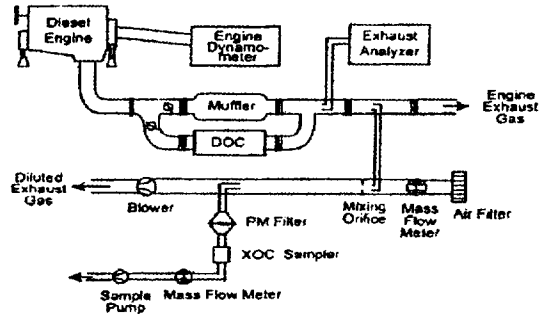 Diesel
Engine
Engine
Dynamo-
meter
Exhaust
Analyzer
Muffler
DOC
Engine
Exhaust
Gas
Diluted
Exhaust
Gas
Blower
Mixing
Orifice
Mass
Flow
Meter
Air Filter
PM Filter
XOC Sampler
Sample
Pump
Mass Flow Meter